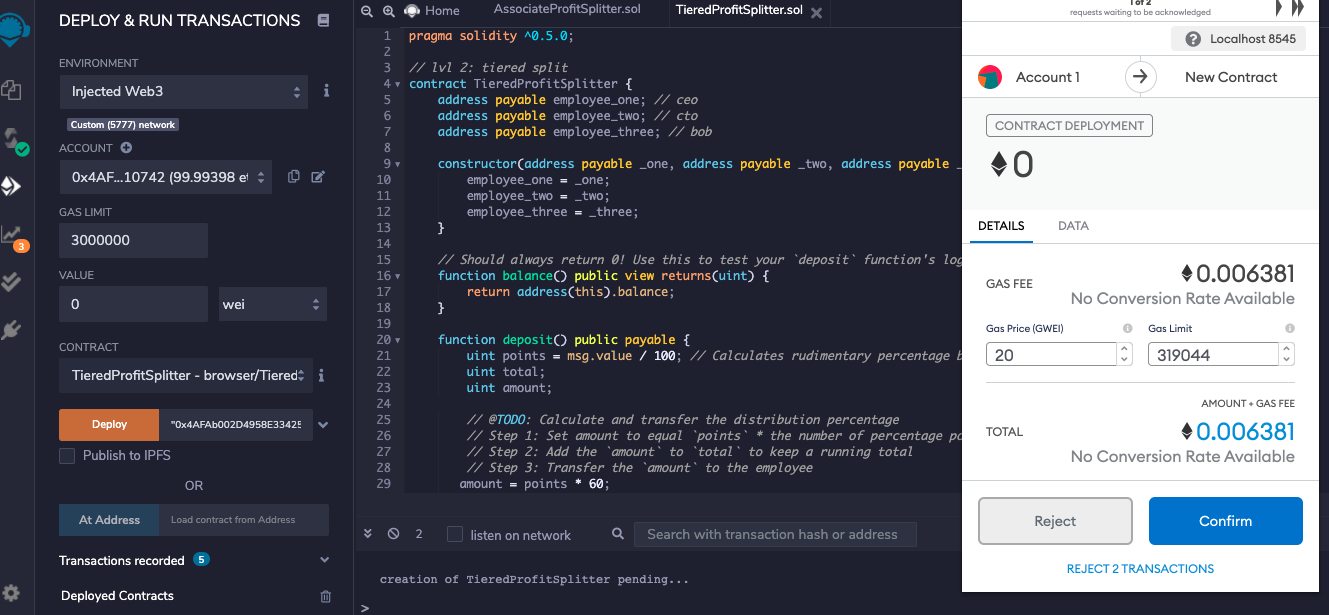 DEPLOY & RUN TRANSACTIONS
ENVIRONMENT
Injected Web3
i
Custom (5777) network
ACCOUNT
0x4AF...10742 (99.99398 et
GAS LIMIT
3000000
VALUE
0
wei
CONTRACT
TieredProfitSplitter - browser/Tiered
i
Deploy
"0x4AFAb002D4958E33425
Publish to IPFS
OR
At Address
Load contract from Address
Transactions recorded 5
Deployed Contracts
3
Home
AssociateProfitSplitter.sol
TieredProfitSplitter.sol
1 pragma solidity ^0.5.0;
2
3 // lvl 2: tiered split
4 contract TieredProfitSplitter {
5 address payable employee_one; // ceo
6 address payable employee_two; // cto
7 address payable employee_three; // bob
8
9 constructor(address payable _one, address payable _two, address payable _
10 employee_one = _one;
11 employee_two = _two;
12 employee_three = _three;
13 }
14
15 // Should always return 0! Use this to test your `deposit` function's log
16 function balance() public view returns(uint) {
17 return address(this).balance;
18 }
19
20 function deposit() public payable {
21 uint points = msg.value / 100; // Calculates rudimentary percentage b
22 uint total;
23 uint amount;
24
25 // @TODO: Calculate and transfer the distribution percentage
26 // Step 1: Set amount to equal `points` * the number of percentage po
27 // Step 2: Add the `amount` to `total` to keep a running total
28 // Step 3: Transfer the `amount` to the employee
29 amount = points * 60;
2
listen on network
Search with transaction hash or address
creation of TieredProfitSplitter pending...
>
1 of 2
requests waiting to be acknowledged
? Localhost 8545
Account 1
New Contract
CONTRACT DEPLOYMENT
0
DETAILS
DATA
GAS FEE
0.006381
No Conversion Rate Available
Gas Price (GWEI)
Gas Limit
20
319044
AMOUNT + GAS FEE
TOTAL
0.006381
No Conversion Rate Available
Reject
Confirm
REJECT 2 TRANSACTIONS